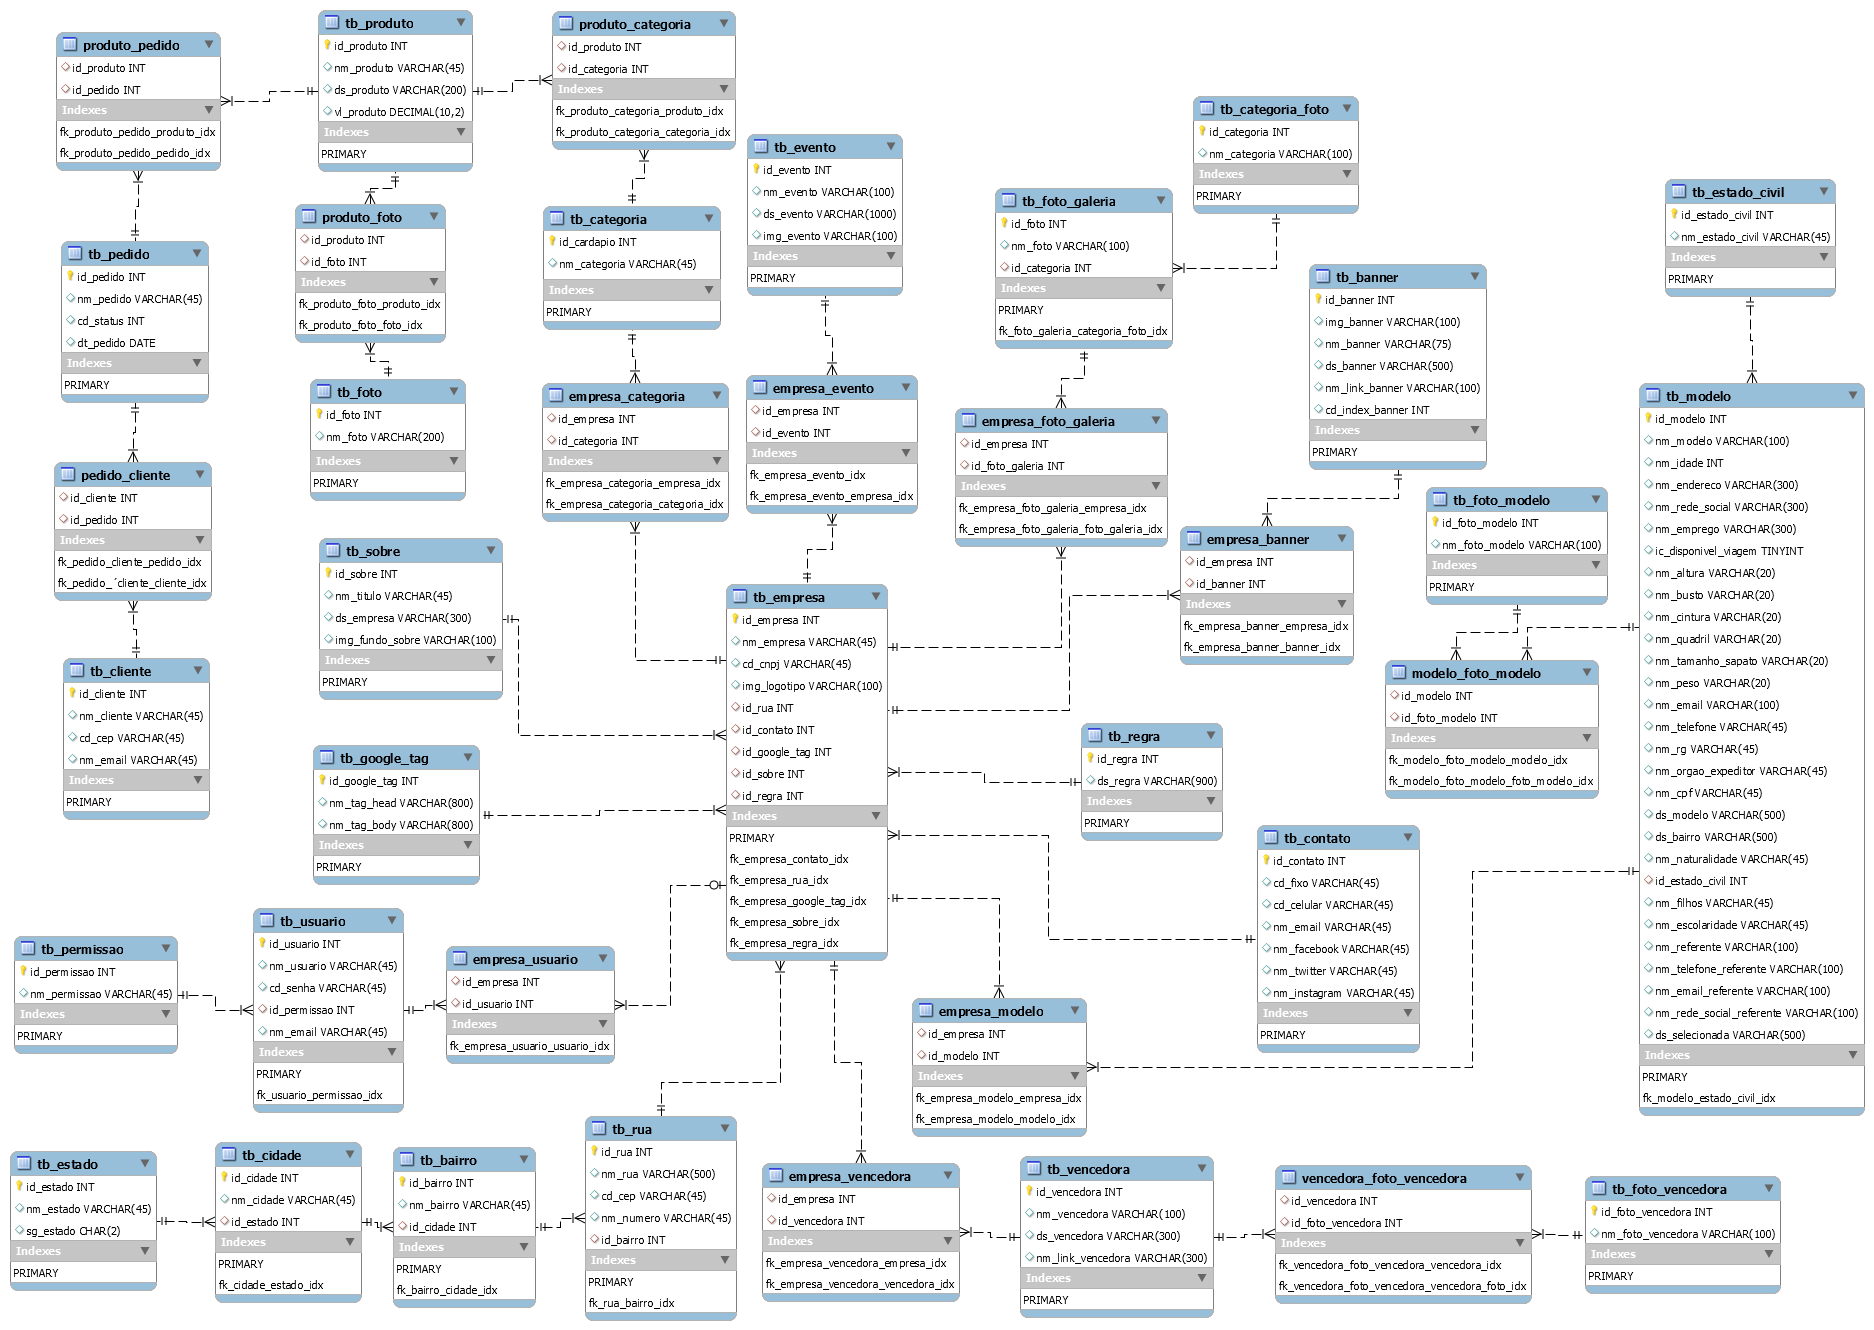 produto_pedido
id_produto INT
id_pedido INT
Indexes
fk_produto_pedido_produto_idx
fk_produto_pedido_pedido_idx
tb_produto
id_produto INT
nm_produto VARCHAR(45)
ds_produto VARCHAR(200)
vl_produto DECIMAL(10,2)
Indexes
PRIMARY
produto_categoria
id_produto INT
id_categoria INT
Indexes
fk_produto_categoria_produto_idx
fk_produto_categoria_categoria_idx
tb_evento
id_evento INT
nm_evento VARCHAR(100)
ds_evento VARCHAR(1000)
img_evento VARCHAR(100)
Indexes
PRIMARY
tb_categoria_foto
id_categoria INT
nm_categoria VARCHAR(100)
Indexes
PRIMARY
tb_foto_galeria
id_foto INT
nm_foto VARCHAR(100)
id_categoria INT
Indexes
PRIMARY
fk_foto_galeria_categoria_foto_idx
tb_estado_civil
id_estado_civil INT
nm_estado_civil VARCHAR(45)
Indexes
PRIMARY
tb_pedido
id_pedido INT
nm_pedido VARCHAR(45)
cd_status INT
dt_pedido DATE
Indexes
PRIMARY
produto_foto
id_produto INT
id_foto INT
Indexes
fk_produto_foto_produto_idx
fk_produto_foto_foto_idx
tb_categoria
id_cardapio INT
nm_categoria VARCHAR(45)
Indexes
PRIMARY
tb_banner
id_banner INT
img_banner VARCHAR(100)
nm_banner VARCHAR(75)
ds_banner VARCHAR(500)
nm_link_banner VARCHAR(100)
cd_index_banner INT
Indexes
PRIMARY
tb_foto
id_foto INT
nm_foto VARCHAR(200)
Indexes
PRIMARY
empresa_categoria
id_empresa INT
id_categoria INT
Indexes
fk_empresa_categoria_empresa_idx
fk_empresa_categoria_categoria_idx
empresa_evento
id_empresa INT
id_evento INT
Indexes
fk_empresa_evento_idx
fk_empresa_evento_empresa_idx
empresa_foto_galeria
id_empresa INT
id_foto_galeria INT
Indexes
fk_empresa_foto_galeria_empresa_idx
fk_empresa_foto_galeria_foto_galeria_idx
tb_modelo
id_modelo INT
nm_modelo VARCHAR(100)
nm_idade INT
nm_endereco VARCHAR(300)
nm_rede_social VARCHAR(300)
nm_emprego VARCHAR(300)
ic_disponivel_viagem TINYINT
nm_altura VARCHAR(20)
nm_busto VARCHAR(20)
nm_cintura VARCHAR(20)
nm_quadril VARCHAR(20)
nm_tamanho_sapato VARCHAR(20)
nm_peso VARCHAR(20)
nm_email VARCHAR(100)
nm_telefone VARCHAR(45)
nm_rg VARCHAR(45)
nm_orgao_expeditor VARCHAR(45)
nm_cpf VARCHAR(45)
ds_modelo VARCHAR(500)
ds_bairro VARCHAR(500)
nm_naturalidade VARCHAR(45)
id_estado_civil INT
nm_filhos VARCHAR(45)
nm_escolaridade VARCHAR(45)
nm_referente VARCHAR(100)
nm_telefone_referente VARCHAR(100)
nm_email_referente VARCHAR(100)
nm_rede_social_referente VARCHAR(100)
ds_selecionada VARCHAR(500)
Indexes
PRIMARY
fk_modelo_estado_civil_idx
pedido_cliente
id_cliente INT
id_pedido INT
Indexes
fk_pedido_cliente_pedido_idx
fk_pedido_´cliente_cliente_idx
tb_sobre
id_sobre INT
nm_titulo VARCHAR(45)
ds_empresa VARCHAR(300)
img_fundo_sobre VARCHAR(100)
Indexes
PRIMARY
tb_empresa
id_empresa INT
nm_empresa VARCHAR(45)
cd_cnpj VARCHAR(45)
img_logotipo VARCHAR(100)
id_rua INT
id_contato INT
id_google_tag INT
id_sobre INT
id_regra INT
Indexes
PRIMARY
fk_empresa_contato_idx
fk_empresa_rua_idx
fk_empresa_google_tag_idx
fk_empresa_sobre_idx
fk_empresa_regra_idx
empresa_banner
id_empresa INT
id_banner INT
Indexes
fk_empresa_banner_empresa_idx
fk_empresa_banner_banner_idx
tb_foto_modelo
id_foto_modelo INT
nm_foto_modelo VARCHAR(100)
Indexes
PRIMARY
modelo_foto_modelo
id_modelo INT
id_foto_modelo INT
Indexes
fk_modelo_foto_modelo_modelo_idx
fk_modelo_foto_modelo_foto_modelo_idx
tb_cliente
id_cliente INT
nm_cliente VARCHAR(45)
cd_cep VARCHAR(45)
nm_email VARCHAR(45)
Indexes
PRIMARY
tb_google_tag
id_google_tag INT
nm_tag_head VARCHAR(800)
nm_tag_body VARCHAR(800)
Indexes
PRIMARY
tb_regra
id_regra INT
ds_regra VARCHAR(900)
Indexes
PRIMARY
tb_contato
id_contato INT
cd_fixo VARCHAR(45)
cd_celular VARCHAR(45)
nm_email VARCHAR(45)
nm_facebook VARCHAR(45)
nm_twitter VARCHAR(45)
nm_instagram VARCHAR(45)
Indexes
PRIMARY
tb_permissao
id_permissao INT
nm_permissao VARCHAR(45)
Indexes
PRIMARY
tb_usuario
id_usuario INT
nm_usuario VARCHAR(45)
cd_senha VARCHAR(45)
id_permissao INT
nm_email VARCHAR(45)
Indexes
PRIMARY
fk_usuario_permissao_idx
empresa_usuario
id_empresa INT
id_usuario INT
Indexes
fk_empresa_usuario_usuario_idx
empresa_modelo
id_empresa INT
id_modelo INT
Indexes
fk_empresa_modelo_empresa_idx
fk_empresa_modelo_modelo_idx
tb_estado
id_estado INT
nm_estado VARCHAR(45)
sg_estado CHAR(2)
Indexes
PRIMARY
tb_cidade
id_cidade INT
nm_cidade VARCHAR(45)
id_estado INT
Indexes
PRIMARY
fk_cidade_estado_idx
tb_bairro
id_bairro INT
nm_bairro VARCHAR(45)
id_cidade INT
Indexes
PRIMARY
fk_bairro_cidade_idx
tb_rua
id_rua INT
nm_rua VARCHAR(500)
cd_cep VARCHAR(45)
nm_numero VARCHAR(45)
id_bairro INT
Indexes
PRIMARY
fk_rua_bairro_idx
empresa_vencedora
id_empresa INT
id_vencedora INT
Indexes
fk_empresa_vencedora_empresa_idx
fk_empresa_vencedora_vencedora_idx
tb_vencedora
id_vencedora INT
nm_vencedora VARCHAR(100)
ds_vencedora VARCHAR(300)
nm_link_vencedora VARCHAR(300)
Indexes
PRIMARY
vencedora_foto_vencedora
id_vencedora INT
id_foto_vencedora INT
Indexes
fk_vencedora_foto_vencedora_vencedora_idx
fk_vencedora_foto_vencedora_vencedora_foto_idx
tb_foto_vencedora
id_foto_vencedora INT
nm_foto_vencedora VARCHAR(100)
Indexes
PRIMARY